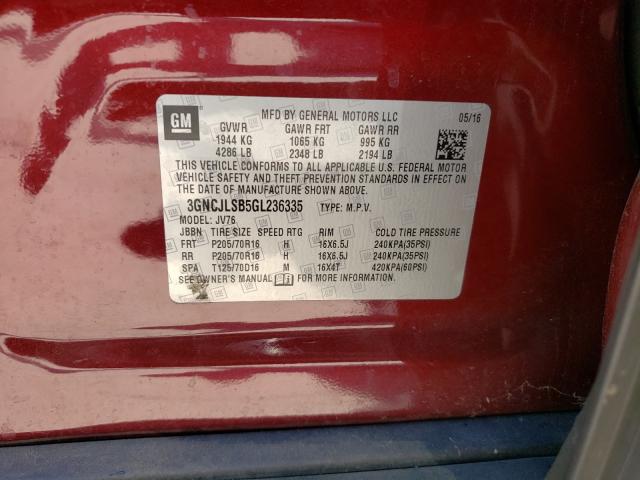 GM
MFD BY GENERAL MOTORS LLC
05/16
GVWR GAWR FRT GAWR RR
1944 KG 1065 KG 995 KG
4286 LB 2348 LB 2194 LB
THIS VEHICLE CONFORMS TO ALL APPLICABLE U.S. FEDERAL MOTOR
VEHICLE SAFETY AND THEFT PREVENTION STANDARDS IN EFFECT ON
THE DATE OF MANUFACTURE SHOWN ABOVE.
3GNCJLSB5GL236335 TYPE: M.P.V.
MODEL: JV76
JBBN TIRE SIZE SPEED RTG RIM COLD TIRE PRESSURE
FRT P205/70R16 H 16X6.5J 240KPA(35PSI)
RR P205/70R16 H 16X6.5J 240KPA(35PSI)
SPA T125/70D16 M 16X4T 420KPA(60PSI)
SEE OWNER'S MANUAL FOR MORE INFORMATION.